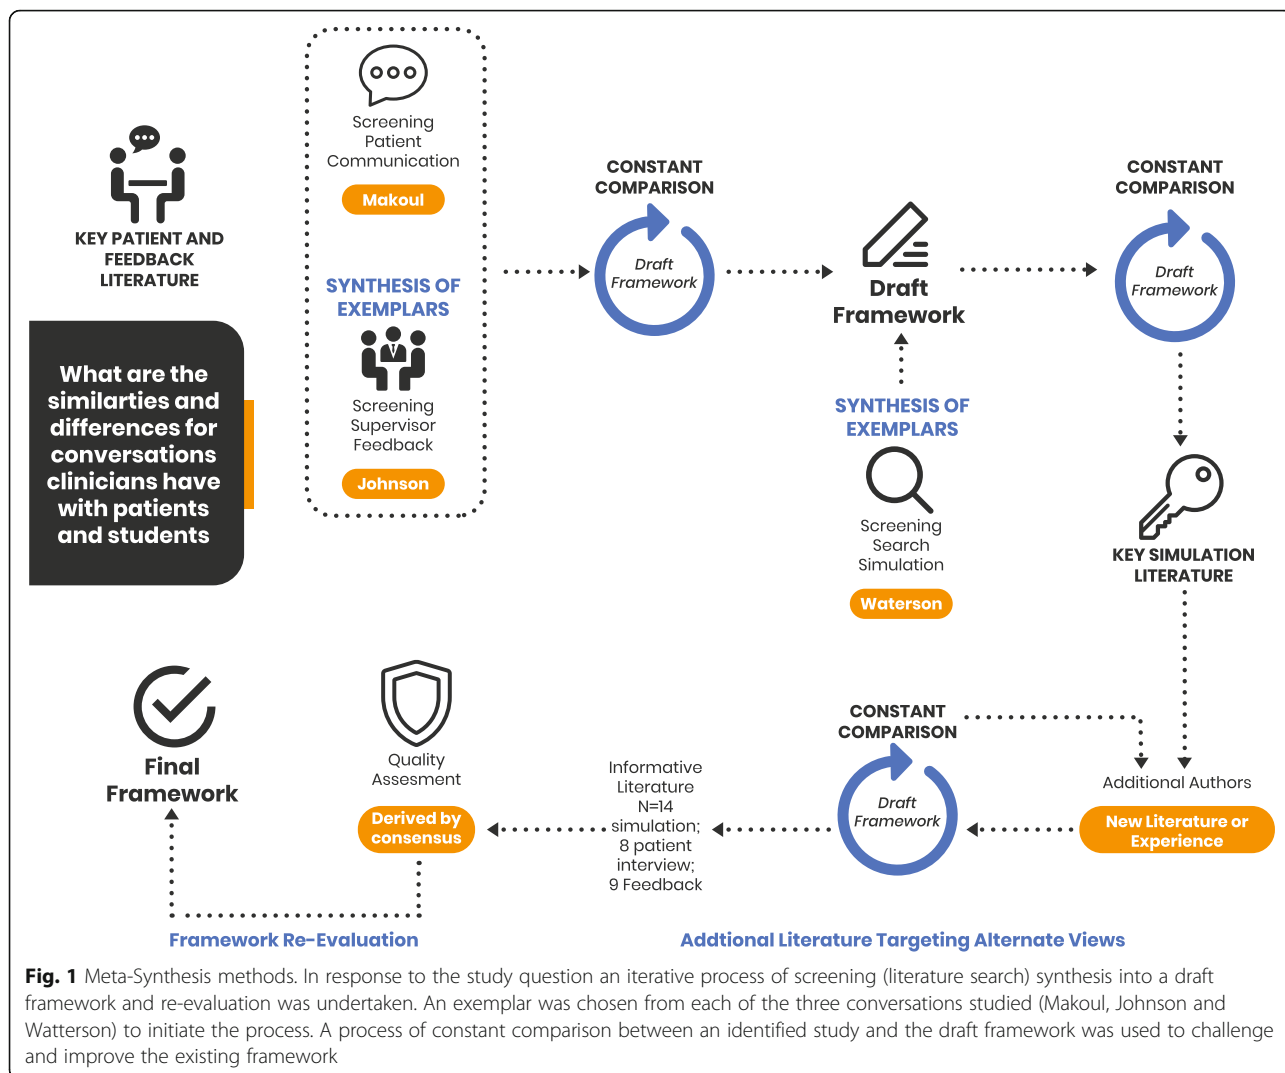 KEY PATIENT AND
FEEDBACK
LITERATURE
What are the
similarties and
differences for
conversations
clinicians have
with patients
and students
Screening
Patient
Communication
Makoul
SYNTHESIS OF
EXEMPLARS
Screening
Supervisor
Feedback
Johnson
CONSTANT
COMPARISON
Draft
Framework
Draft
Framework
SYNTHESIS OF
EXEMPLARS
Screening
Search
Simulation
Waterson
CONSTANT
COMPARISON
Draft
Framework
KEY SIMULATION
LITERATURE
Additional Authors
New Literature or
Experience
CONSTANT
COMPARISON
Draft
Framework
Informative
Literature
N=14
simulation;
8 patient
interview;
9 Feedback
Quality
Assesment
Derived by
consensus
Final
Framework
Framework Re-Evaluation
Addtional Literature Targeting Alternate Views
Fig. 1 Meta-Synthesis methods. In response to the study question an iterative process of screening (literature search) synthesis into a draft
framework and re-evaluation was undertaken. An exemplar was chosen from each of the three conversations studied (Makoul, Johnson and
Watterson) to initiate the process. A process of constant comparison between an identified study and the draft framework was used to challenge
and improve the existing framework